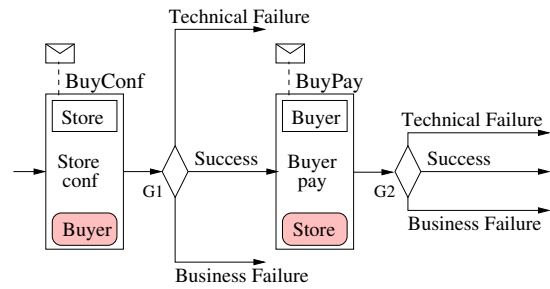 Technical Failure
BuyConf
Store
Store
conf
Buyer
G1
Success
Business Failure
BuyPay
Buyer
Buyer
pay
Store
G2
Technical Failure
Success
Business Failure